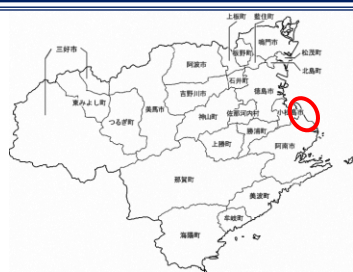 上板町
藍住町
三好市
鳴門市
板野町
松茂町
阿波市
北島町
石井町
東みよし町
吉野川市
徳島市
美馬市
つるぎ町
神山町
佐那河内村
小松島市
勝浦町
上勝町
阿南市
那賀町
美波町
牟岐町
海陽町